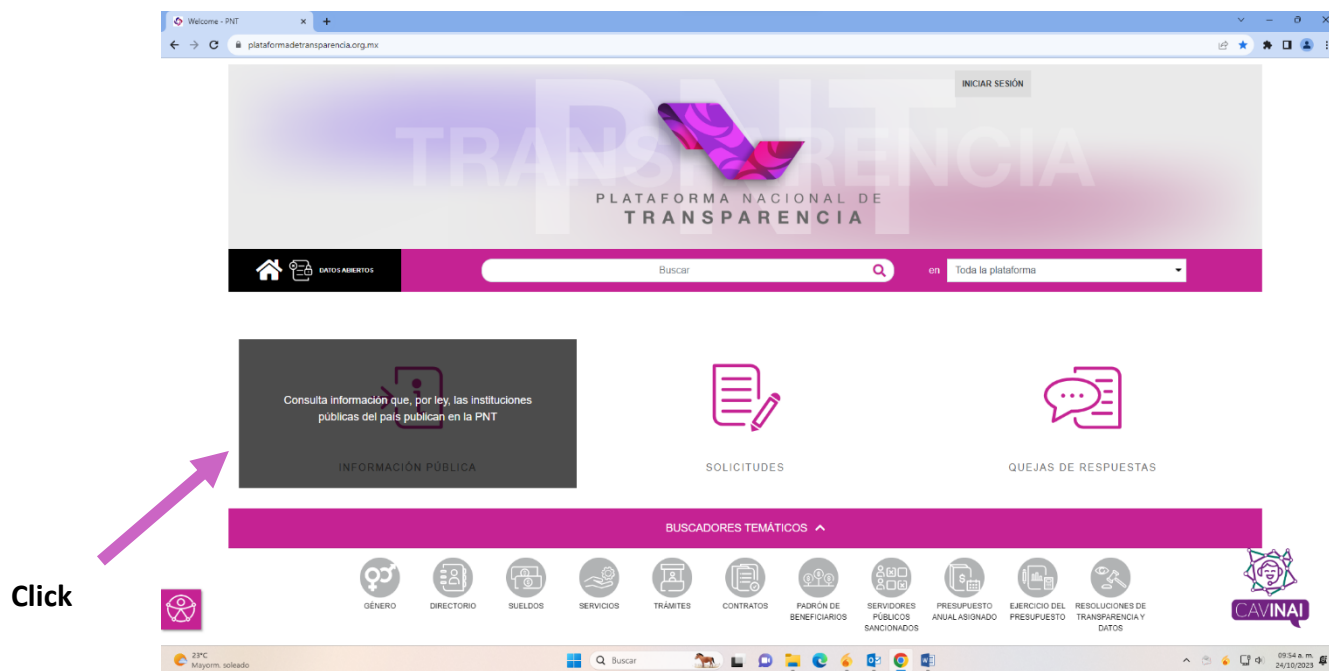 Welcome - PNT
plataformadetransparencia.org.mx
INICIAR SESIÓN
PNT
TRANSPARENCIA
PLATAFORMA NACIONAL DE
TRANSPARENCIA
DATOS ABIERTOS
Buscar
en
Toda la plataforma
Consulta información que, por ley, las instituciones
públicas del país publican en la PNT
INFORMACIÓN PÚBLICA
SOLICITUDES
QUEJAS DE RESPUESTAS
BUSCADORES TEMÁTICOS
Click
GÉNERO
DIRECTORIO
SUELDOS
SERVICIOS
TRÁMITES
CONTRATOS
PADRÓN DE
BENEFICIARIOS
SERVIDORES
PÚBLICOS
SANCIONADOS
PRESUPUESTO
ANUAL ASIGNADO
EJERCICIO DEL
PRESUPUESTO
RESOLUCIONES DE
TRANSPARENCIA Y
DATOS
CAVINAI
23°C
Mayorm. soleado
Buscar
09:54 a. m.
24/10/2023